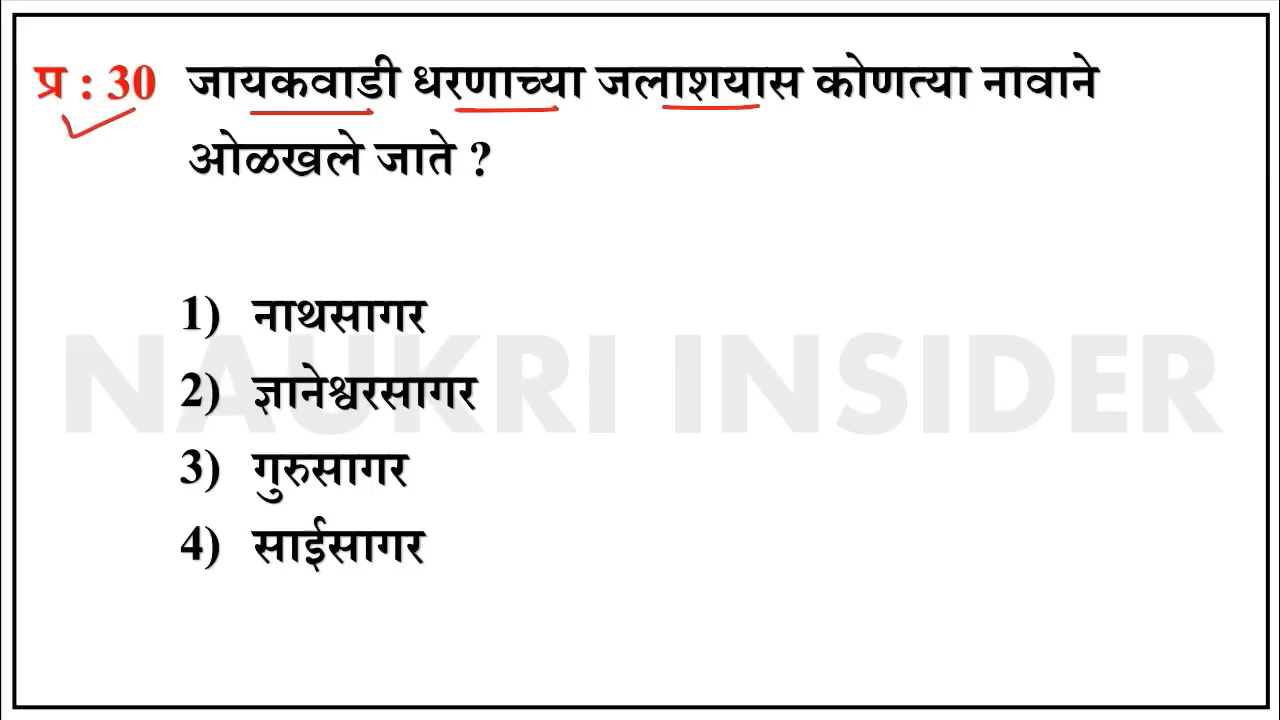 प्र : 30 जायकवाडी धरणाच्या जलाशयास कोणत्या नावाने
ओळखले जाते ?
1) नाथसागर
2) ज्ञानेश्वरसागर
NAUKRI INSIDER
3) गुरुसागर
4) साईसागर